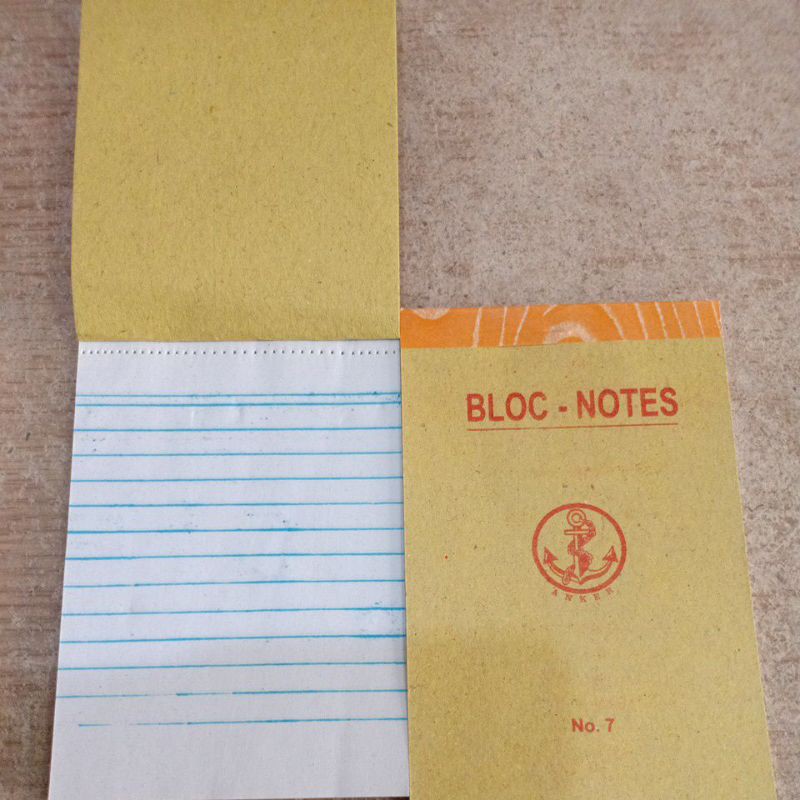 BLOC - NOTES
ANKER
No. 7